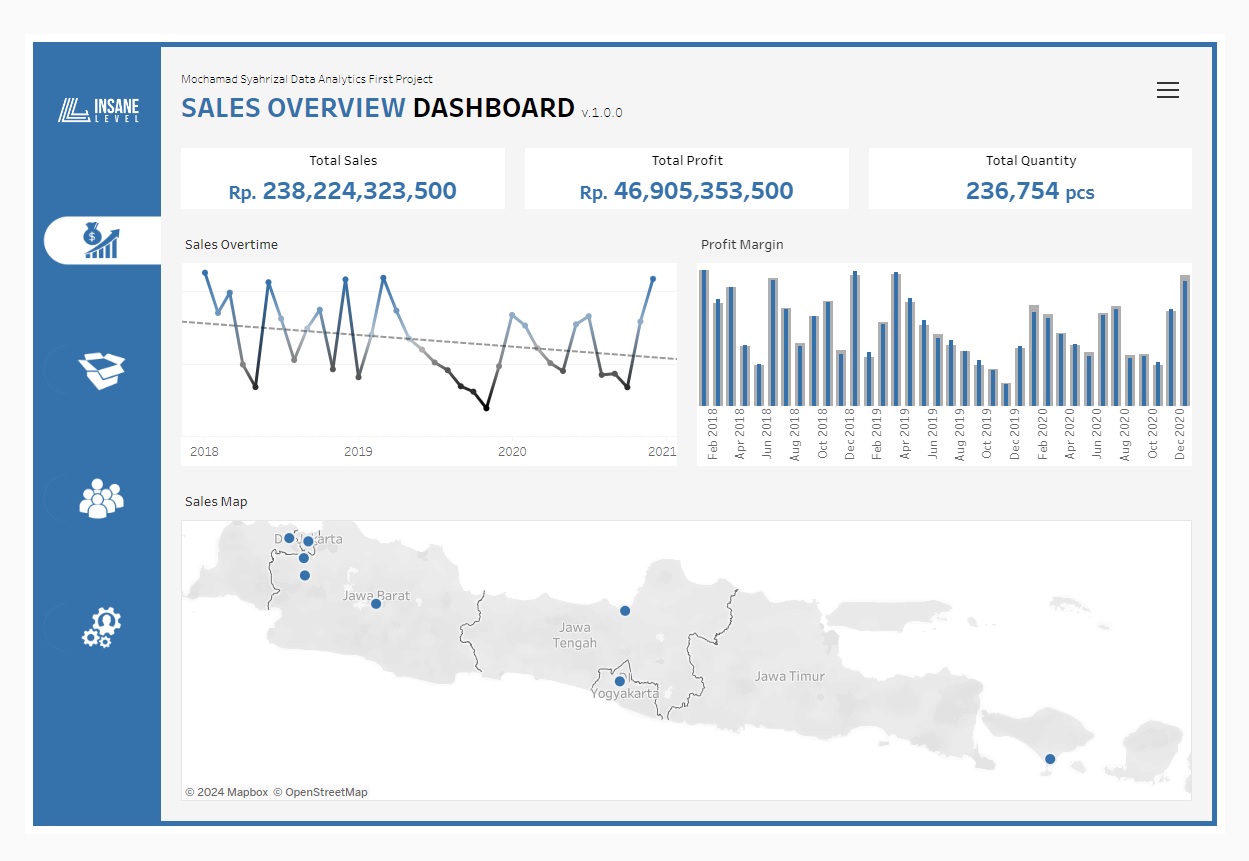 Mochamad Syahrizal Data Analytics First Project
INSANE
LEVEL
SALES OVERVIEW DASHBOARD v.1.0.0
Total Sales
Rp. 238,224,323,500
Total Profit
Rp. 46,905,353,500
Total Quantity
236,754 pcs
$
Sales Overtime
2018 2019 2020 2021
Profit Margin
Feb 2018
Apr 2018
Jun 2018
Aug 2018
Oct 2018
Dec 2018
Feb 2019
Apr 2019
Jun 2019
Aug 2019
Oct 2019
Dec 2019
Feb 2020
Apr 2020
Jun 2020
Aug 2020
Oct 2020
Dec 2020
Sales Map
Jawa Barat
Jawa
Tengah
Jawa Timur
Yogyakarta
© 2024 Mapbox © OpenStreetMap